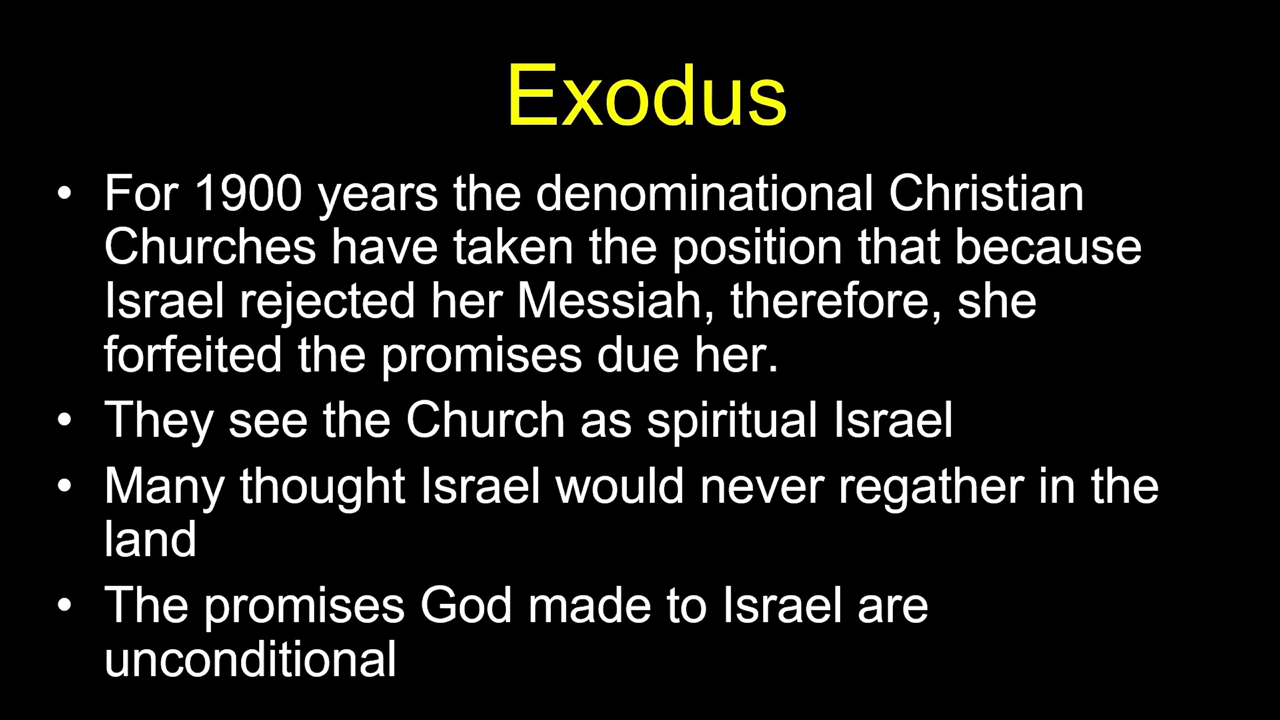 Exodus
• For 1900 years the denominational Christian
Churches have taken the position that because
Israel rejected her Messiah, therefore, she
forfeited the promises due her.
• They see the Church as spiritual Israel
• Many thought Israel would never regather in the
land
• The promises God made to Israel are
unconditional